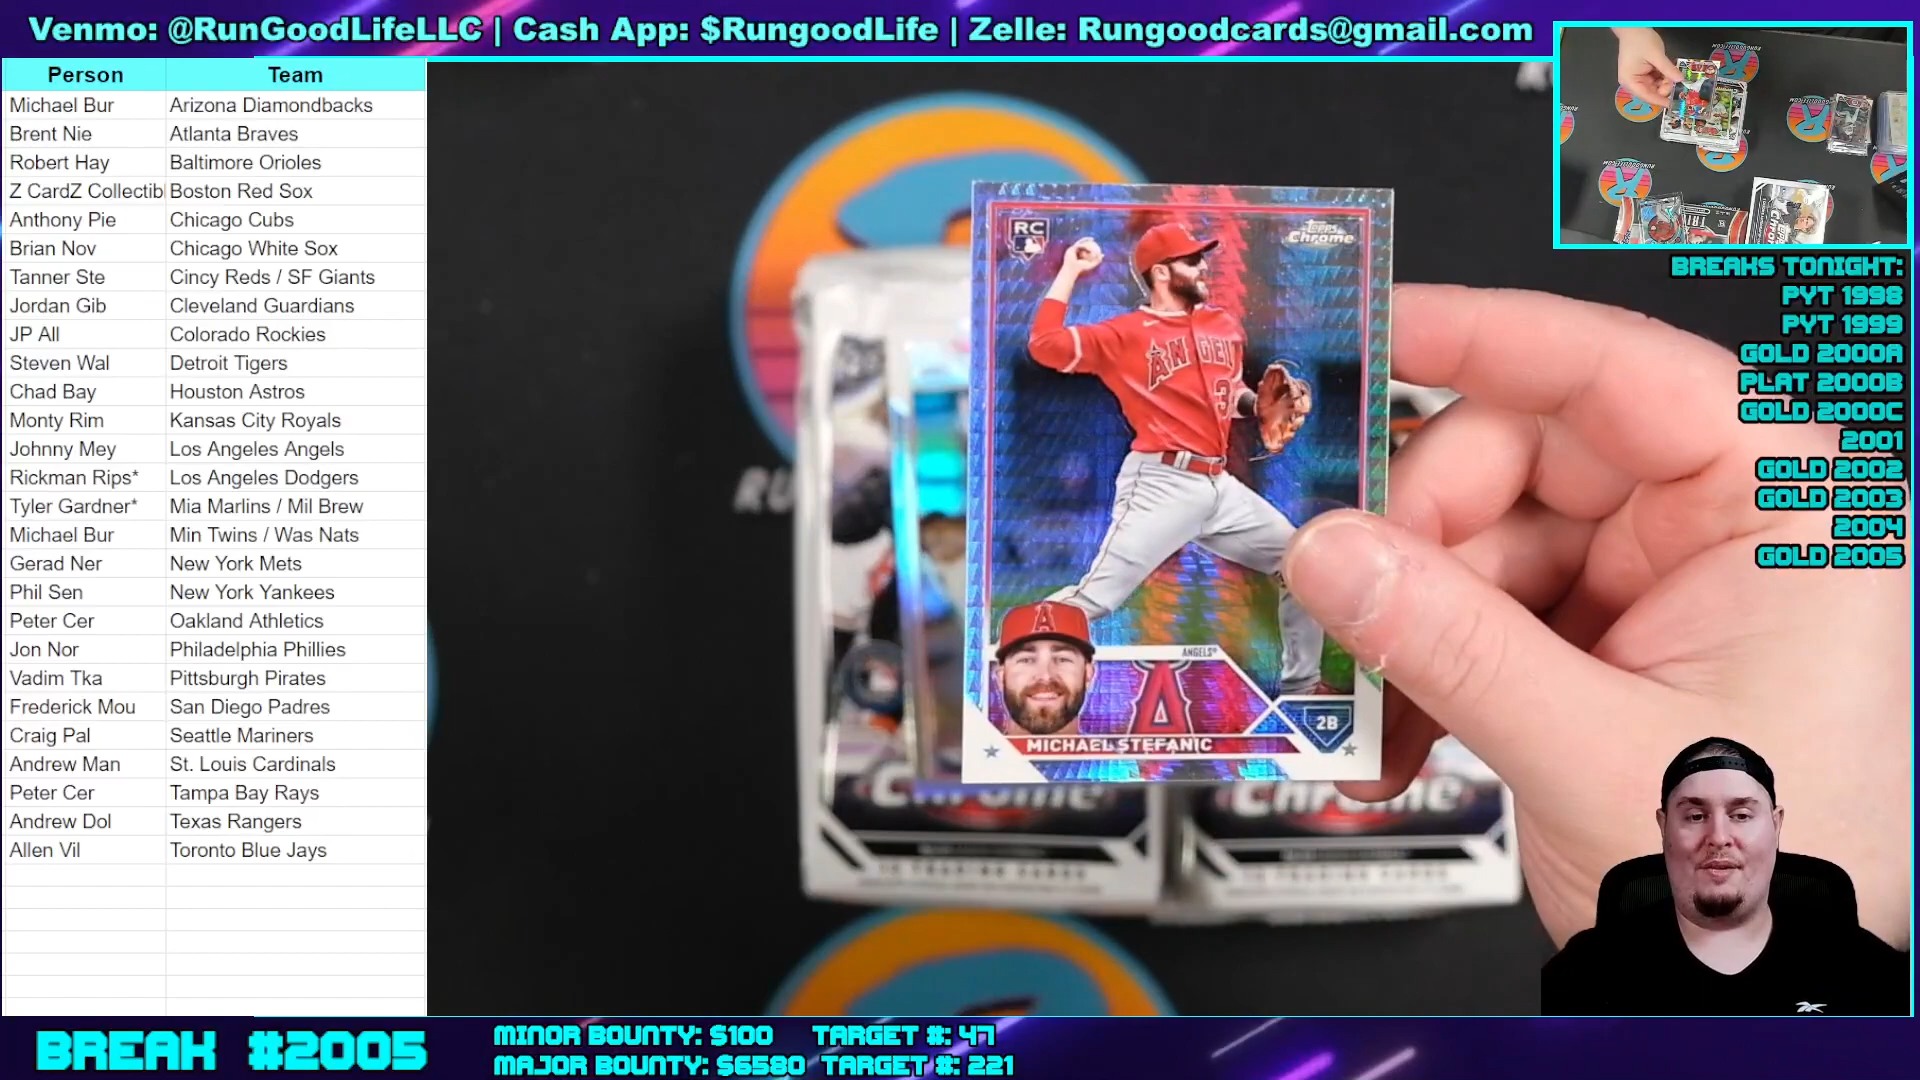 Venmo: @RunGoodLifeLLC | Cash App: $RungoodLife | Zelle: Rungoodcards@gmail.com
Person Team
Michael Bur Arizona Diamondbacks
Brent Nie Atlanta Braves
Robert Hay Baltimore Orioles
Z CardZ Collectibl Boston Red Sox
Anthony Pie Chicago Cubs
Brian Nov Chicago White Sox
Tanner Ste Cincy Reds / SF Giants
Jordan Gib Cleveland Guardians
JP All Colorado Rockies
Steven Wal Detroit Tigers
Chad Bay Houston Astros
Monty Rim Kansas City Royals
Johnny Mey Los Angeles Angels
Rickman Rips* Los Angeles Dodgers
Tyler Gardner* Mia Marlins / Mil Brew
Michael Bur Min Twins / Was Nats
Gerad Ner New York Mets
Phil Sen New York Yankees
Peter Cer Oakland Athletics
Jon Nor Philadelphia Phillies
Vadim Tka Pittsburgh Pirates
Frederick Mou San Diego Padres
Craig Pal Seattle Mariners
Andrew Man St. Louis Cardinals
Peter Cer Tampa Bay Rays
Andrew Dol Texas Rangers
Allen Vil Toronto Blue Jays
RC
Topps
Chrome
ANGEL
3
ANGELS
A
2B
MICHAEL STEFANIC
Chrome
Chrome
TRADING CARDS
TRADING CARDS
BREAKS TONIGHT:
PYT 1998
PYT 1999
GOLD 2000A
PLAT 2000B
GOLD 2000C
2001
GOLD 2002
GOLD 2003
2004
GOLD 2005
BREAK #2005
MINOR BOUNTY: $100 TARGET #: 47
MAJOR BOUNTY: $6580 TARGET #: 221